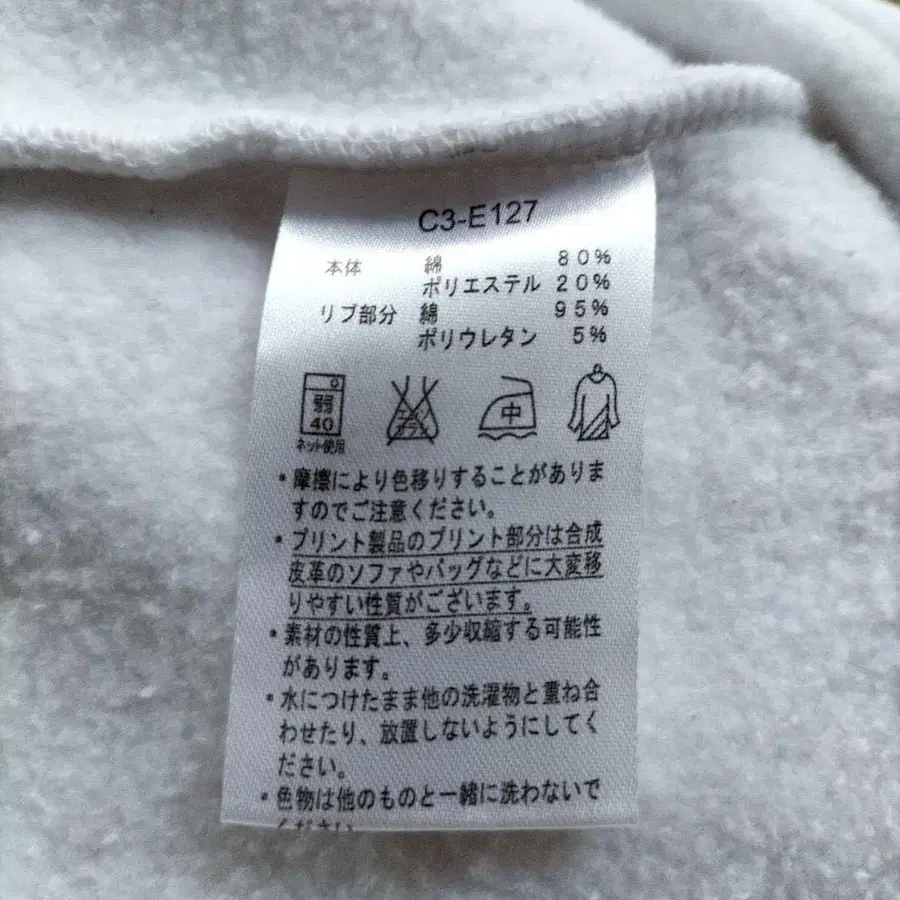 C3-E127
本体 綿 80%
ポリエステル 20%
リブ部分 綿 95%
ポリウレタン 5%
弱 40 中
ネット使用
・摩擦により色移りすることがありま
すのでご注意ください。
・プリント製品のプリント部分は合成
皮革のソファやバッグなどに大変移
りやすい性質がございます。
・素材の性質上、多少収縮する可能性
があります。
・水につけたまま他の洗濯物と重ね合
わせたり、放置しないようにしてく
ださい。
・色物は他のものと一緒に洗わないで
ください